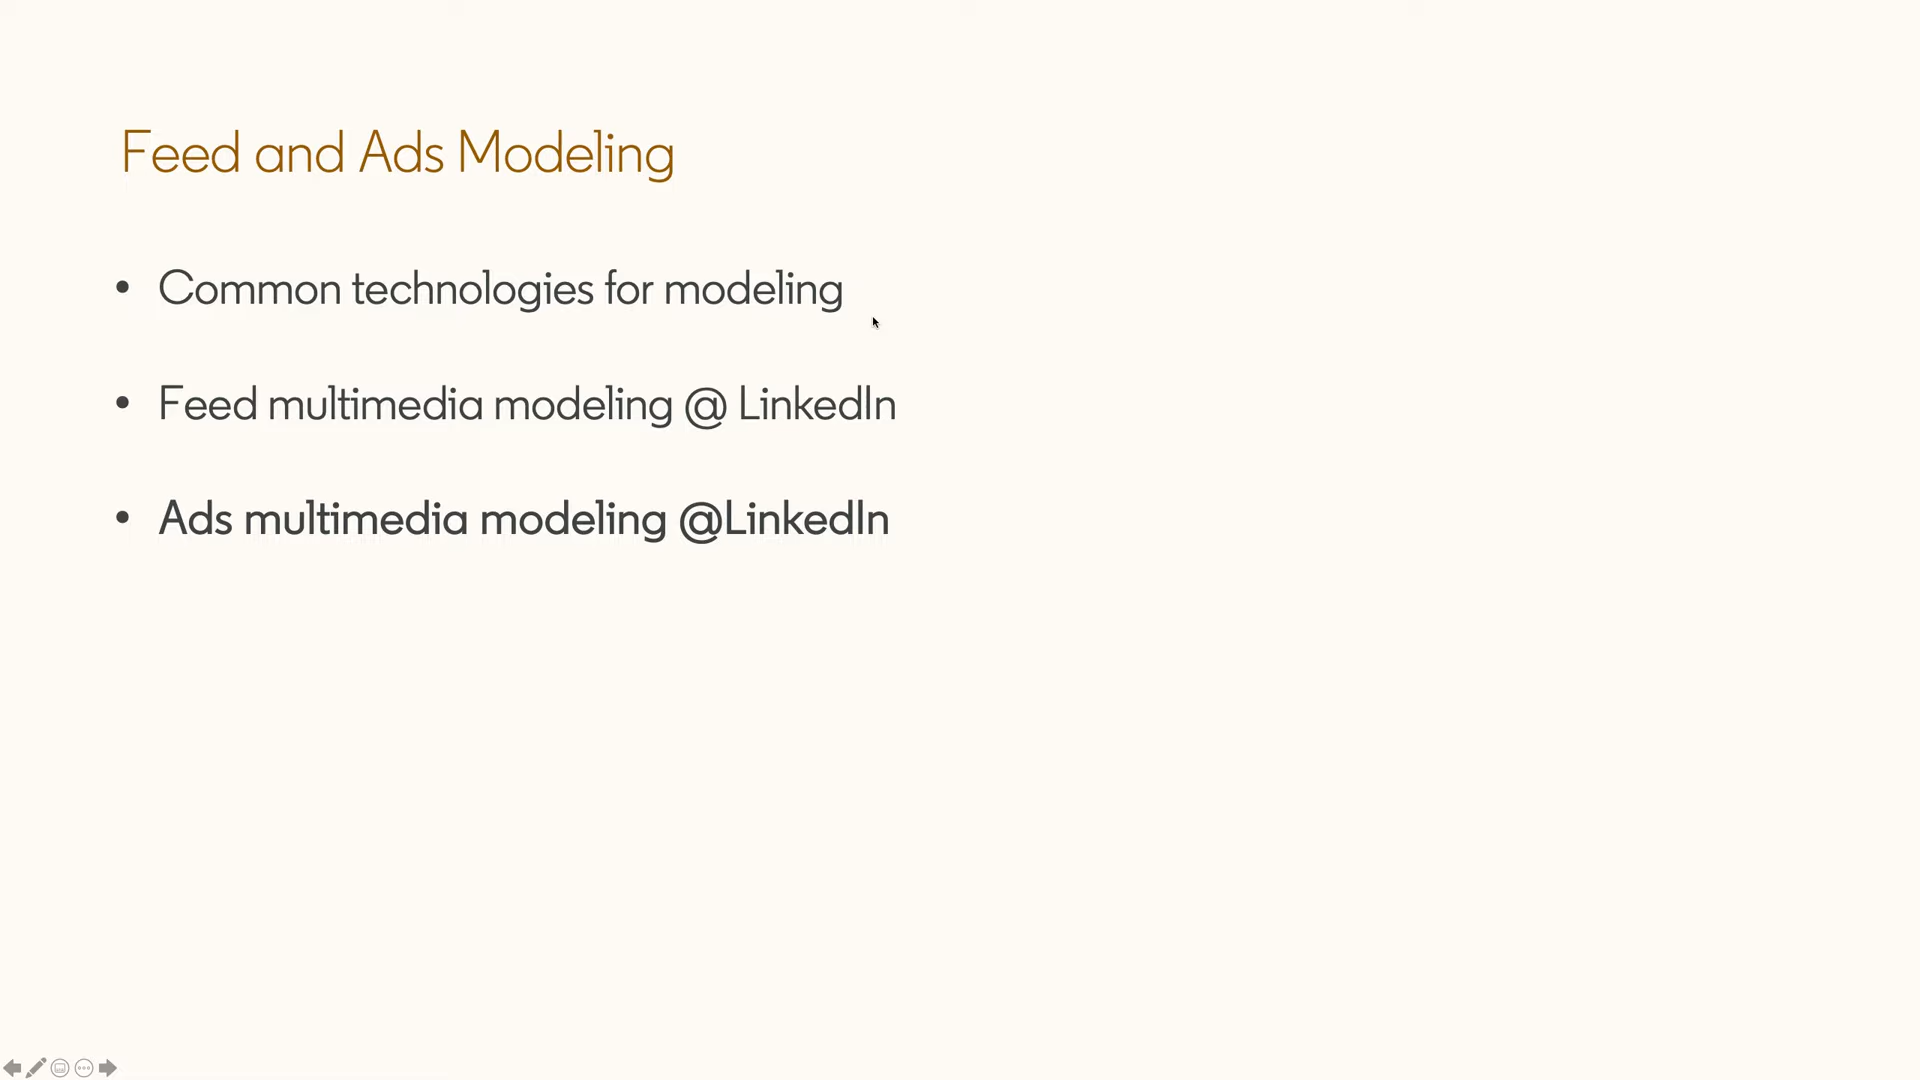 Feed and Ads Modeling
• Common technologies for modeling
• Feed multimedia modeling @ LinkedIn
• Ads multimedia modeling @LinkedIn